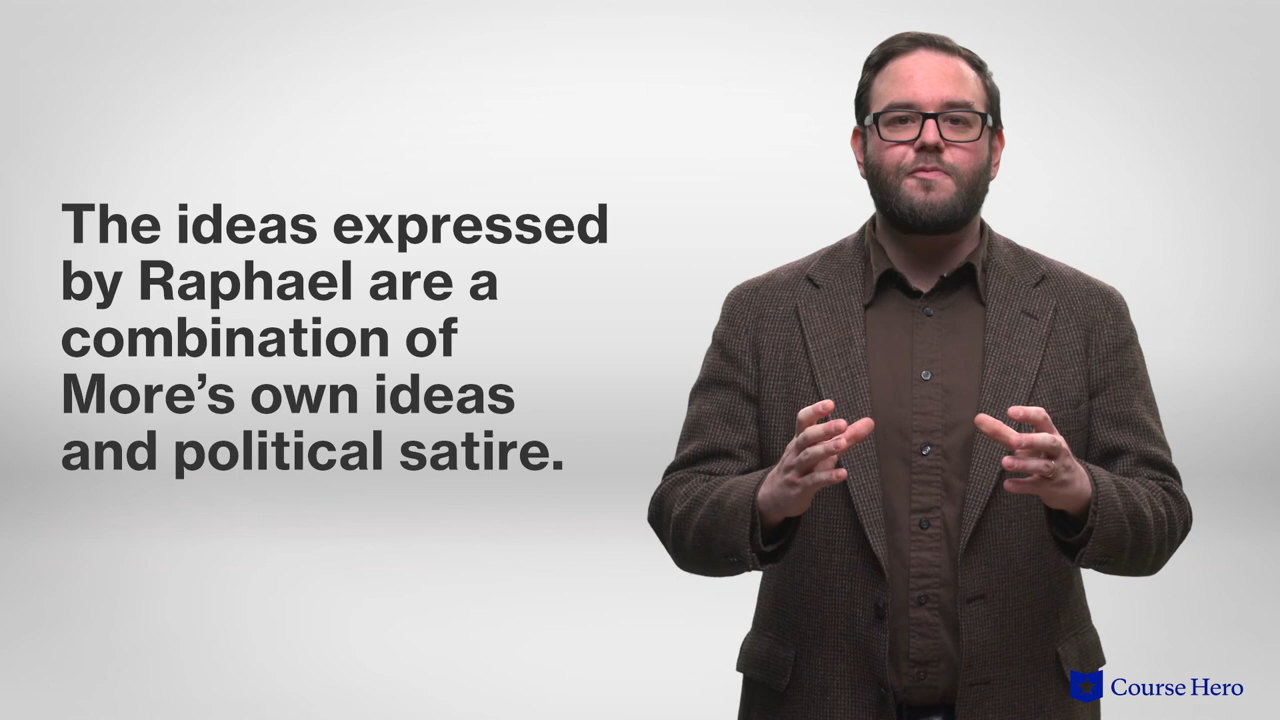 The ideas expressed
by Raphael are a
combination of
More’s own ideas
and political satire.
Course Hero